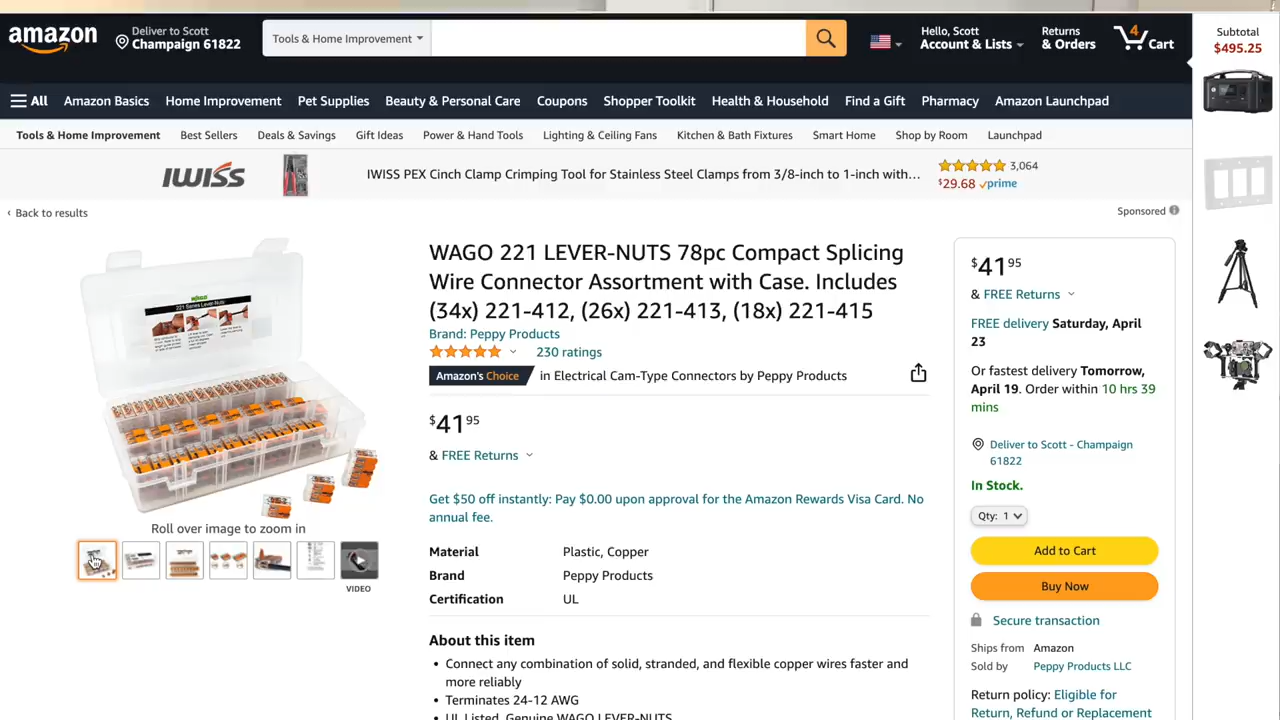 amazon
Deliver to Scott
Champaign 61822
Tools & Home Improvement
Hello, Scott
Account & Lists
Returns
& Orders
4
Cart
Subtotal
$495.25
All
Amazon Basics
Home Improvement
Pet Supplies
Beauty & Personal Care
Coupons
Shopper Toolkit
Health & Household
Find a Gift
Pharmacy
Amazon Launchpad
Tools & Home Improvement
Best Sellers
Deals & Savings
Gift Ideas
Power & Hand Tools
Lighting & Ceiling Fans
Kitchen & Bath Fixtures
Smart Home
Shop by Room
Launchpad
IWISS
IWISS PEX Cinch Clamp Crimping Tool for Stainless Steel Clamps from 3/8-inch to 1-inch with…
3,064
$29.68 prime
‹ Back to results
Sponsored
WAGO
221 Series Lever-Nuts
Roll over image to zoom in
VIDEO
WAGO 221 LEVER-NUTS 78pc Compact Splicing
Wire Connector Assortment with Case. Includes
(34x) 221-412, (26x) 221-413, (18x) 221-415
Brand: Peppy Products
230 ratings
Amazon's Choice in Electrical Cam-Type Connectors by Peppy Products
$41 95
& FREE Returns
Get $50 off instantly: Pay $0.00 upon approval for the Amazon Rewards Visa Card. No
annual fee.
Material Plastic, Copper
Brand Peppy Products
Certification UL
About this item
• Connect any combination of solid, stranded, and flexible copper wires faster and
more reliably
• Terminates 24-12 AWG
• UL Listed, Genuine WAGO LEVER-NUTS
$41 95
& FREE Returns
FREE delivery Saturday, April
23
Or fastest delivery Tomorrow,
April 19. Order within 10 hrs 39
mins
Deliver to Scott - Champaign
61822
In Stock.
Qty: 1
Add to Cart
Buy Now
Secure transaction
Ships from Amazon
Sold by Peppy Products LLC
Return policy: Eligible for
Return, Refund or Replacement